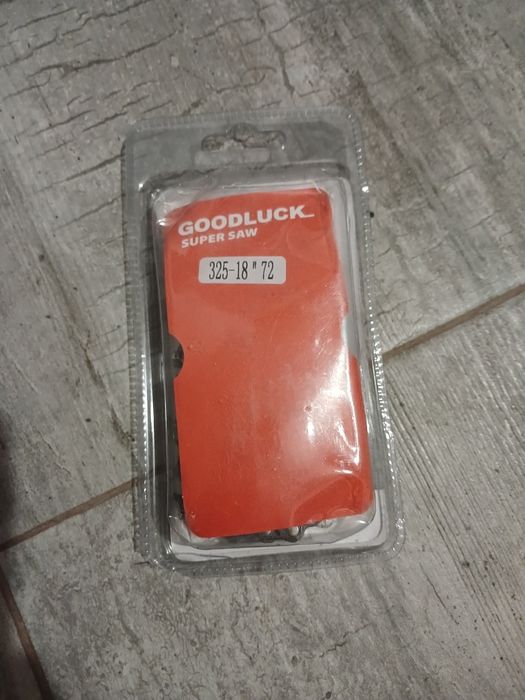 GOODLUCK
SUPER SAW
325-18" 72